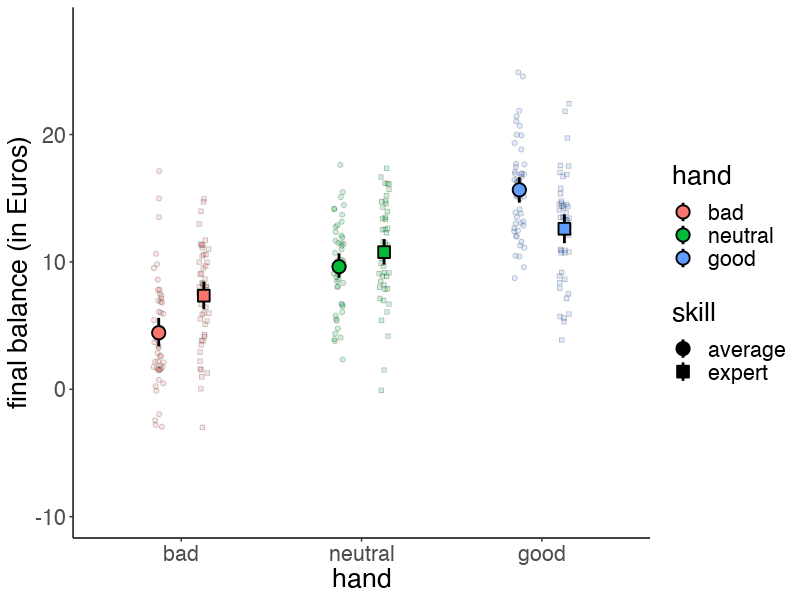 final balance (in Euros)
20
10
0
-10
bad
neutral
good
hand
hand
bad
neutral
good
skill
average
expert